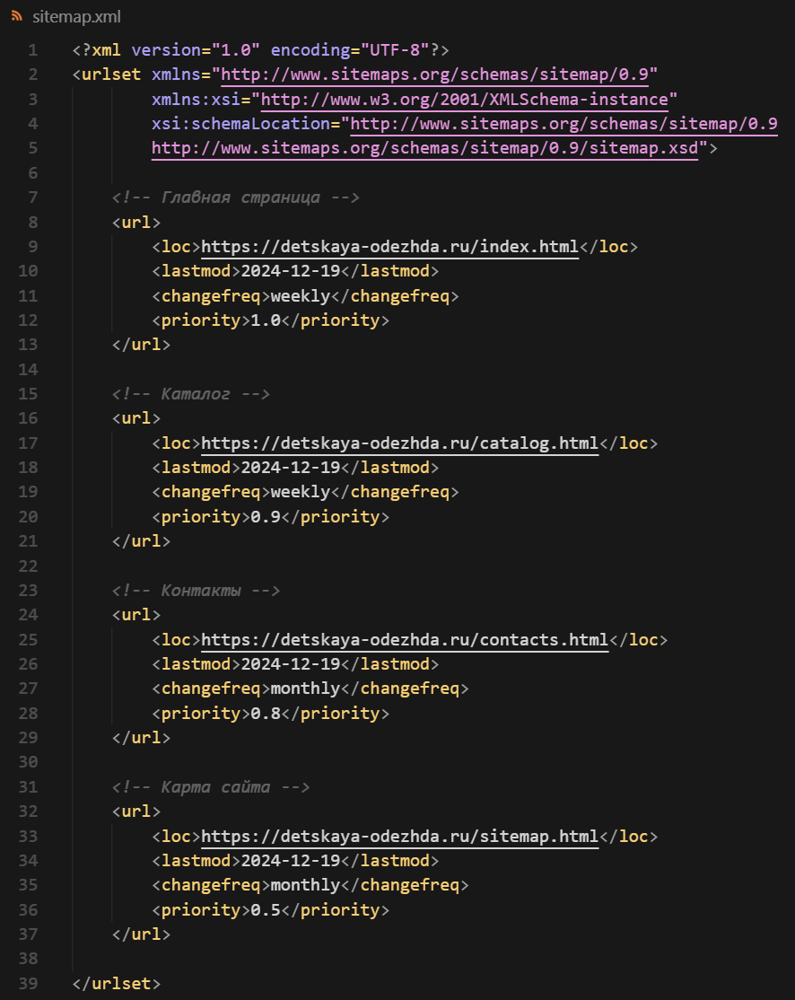 sitemap.xml
1 <?xml version="1.0" encoding="UTF-8"?>
2 <urlset xmlns="http://www.sitemaps.org/schemas/sitemap/0.9"
3 xmlns:xsi="http://www.w3.org/2001/XMLSchema-instance"
4 xsi:schemaLocation="http://www.sitemaps.org/schemas/sitemap/0.9
5 http://www.sitemaps.org/schemas/sitemap/0.9/sitemap.xsd">
6
7 <!-- Главная страница -->
8 <url>
9 <loc>https://detskaya-odezhda.ru/index.html</loc>
10 <lastmod>2024-12-19</lastmod>
11 <changefreq>weekly</changefreq>
12 <priority>1.0</priority>
13 </url>
14
15 <!-- Каталог -->
16 <url>
17 <loc>https://detskaya-odezhda.ru/catalog.html</loc>
18 <lastmod>2024-12-19</lastmod>
19 <changefreq>weekly</changefreq>
20 <priority>0.9</priority>
21 </url>
22
23 <!-- Контакты -->
24 <url>
25 <loc>https://detskaya-odezhda.ru/contacts.html</loc>
26 <lastmod>2024-12-19</lastmod>
27 <changefreq>monthly</changefreq>
28 <priority>0.8</priority>
29 </url>
30
31 <!-- Карта сайта -->
32 <url>
33 <loc>https://detskaya-odezhda.ru/sitemap.html</loc>
34 <lastmod>2024-12-19</lastmod>
35 <changefreq>monthly</changefreq>
36 <priority>0.5</priority>
37 </url>
38
39 </urlset>